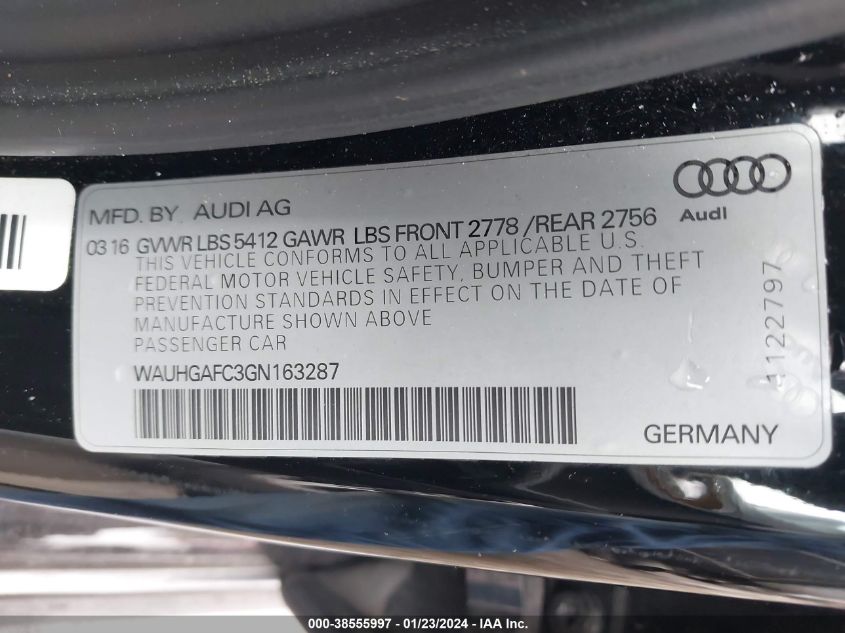 MFD. BY AUDI AG
Audi
03 16 GVWR LBS 5412 GAWR LBS FRONT 2778 /REAR 2756
THIS VEHICLE CONFORMS TO ALL APPLICABLE U.S.
FEDERAL MOTOR VEHICLE SAFETY, BUMPER AND THEFT
PREVENTION STANDARDS IN EFFECT ON THE DATE OF
MANUFACTURE SHOWN ABOVE
PASSENGER CAR
WAUHGAFC3GN163287
1122797
GERMANY
000-38555997 - 01/23/2024 - IAA Inc.